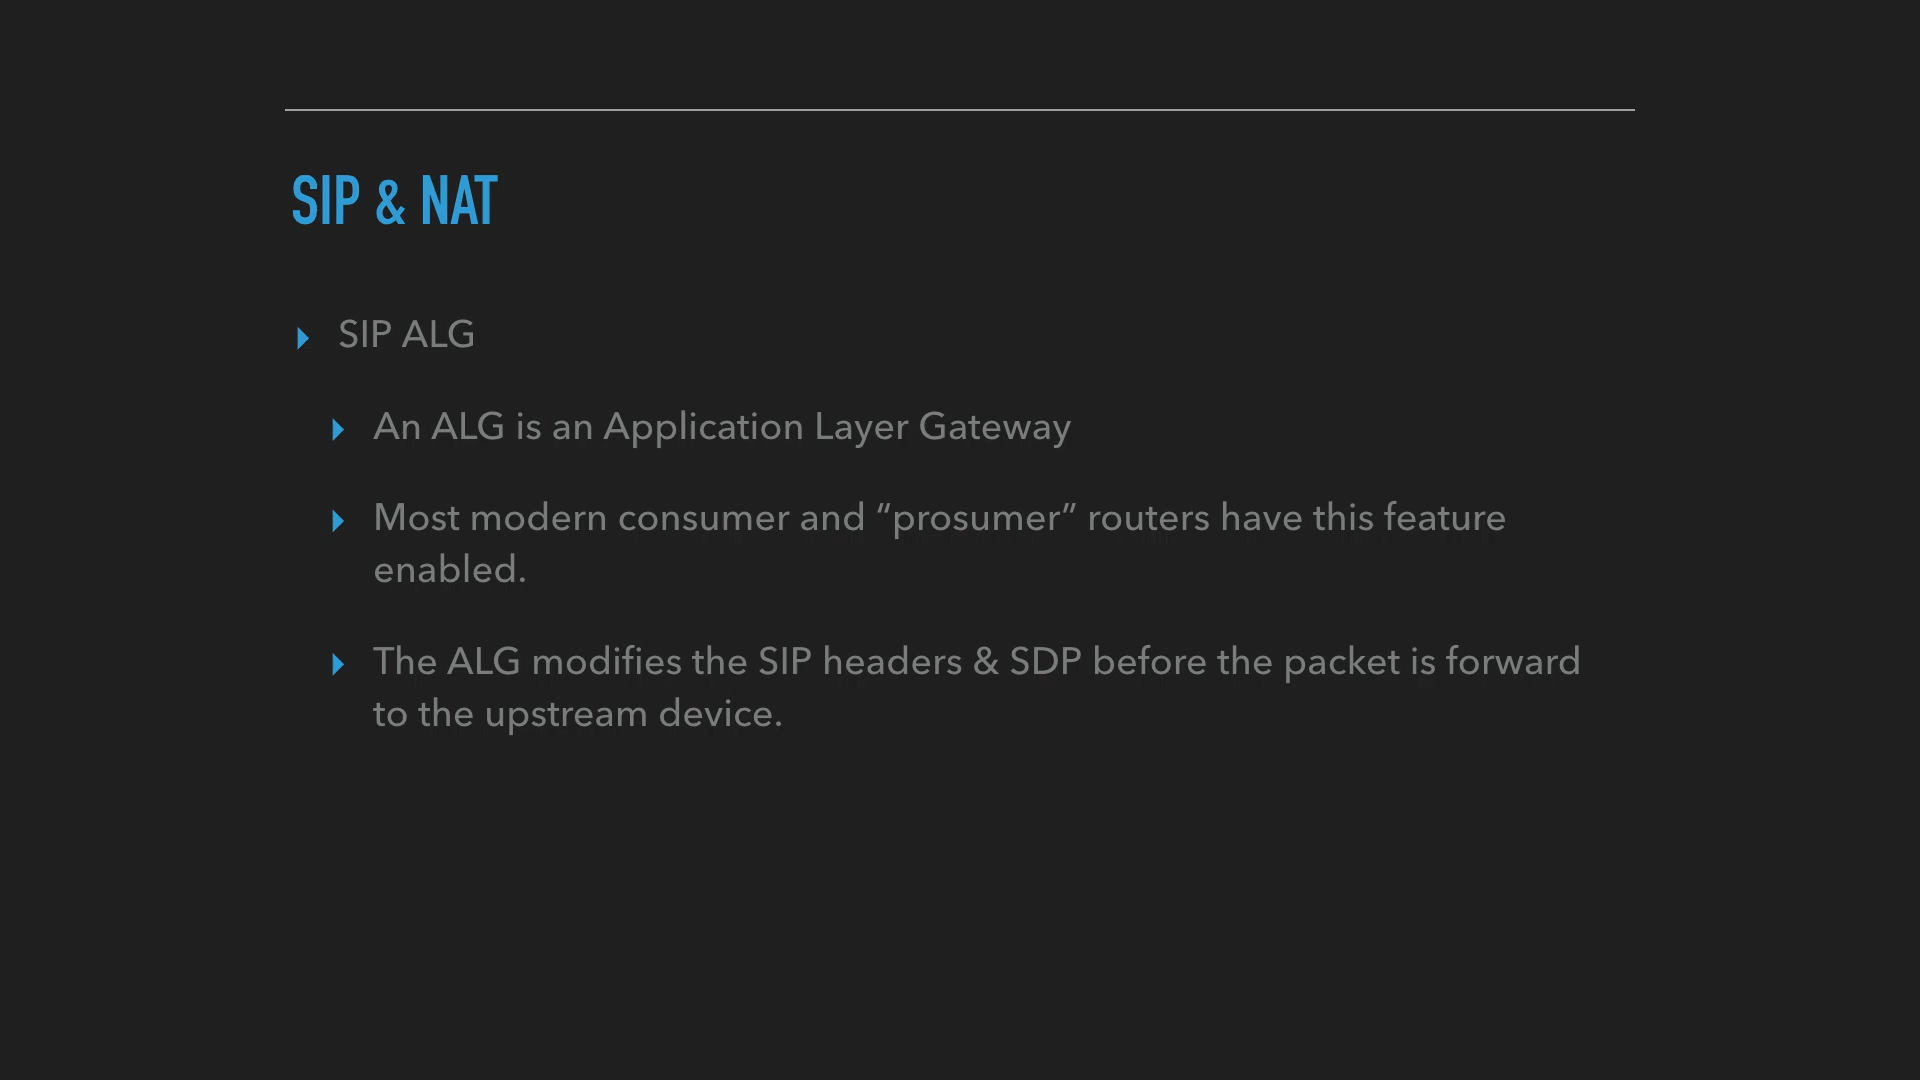 SIP & NAT
SIP ALG
An ALG is an Application Layer Gateway
Most modern consumer and “prosumer” routers have this feature
enabled.
The ALG modifies the SIP headers & SDP before the packet is forward
to the upstream device.